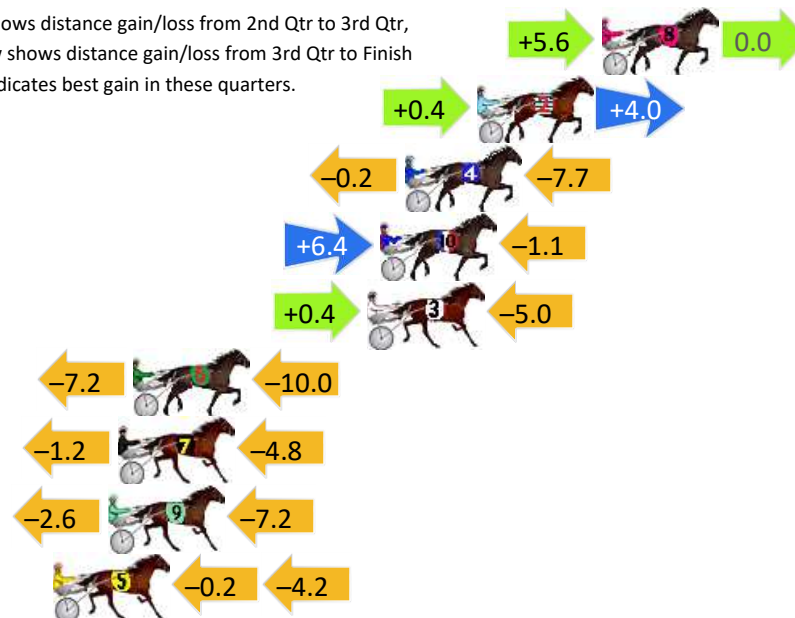 ows distance gain/loss from 2nd Qtr to 3rd Qtr,
shows distance gain/loss from 3rd Qtr to Finish
dicates best gain in these quarters.
+5.6 8 0.0
+0.4 +4.0
–0.2 4 –7.7
+6.4 10 –1.1
+0.4 3 –5.0
–7.2 –10.0
–1.2 7 –4.8
–2.6 9 –7.2
5 –0.2 –4.2